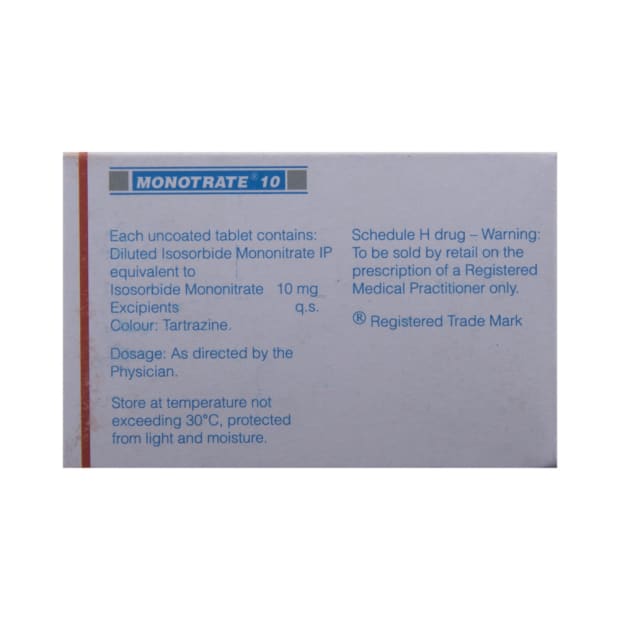 MONOTRATE® 10
Each uncoated tablet contains:
Diluted Isosorbide Mononitrate IP
equivalent to
Isosorbide Mononitrate 10 mg
Excipients q.s.
Colour: Tartrazine.
Dosage: As directed by the
Physician.
Store at temperature not
exceeding 30°C, protected
from light and moisture.
Schedule H drug – Warning:
To be sold by retail on the
prescription of a Registered
Medical Practitioner only.
® Registered Trade Mark